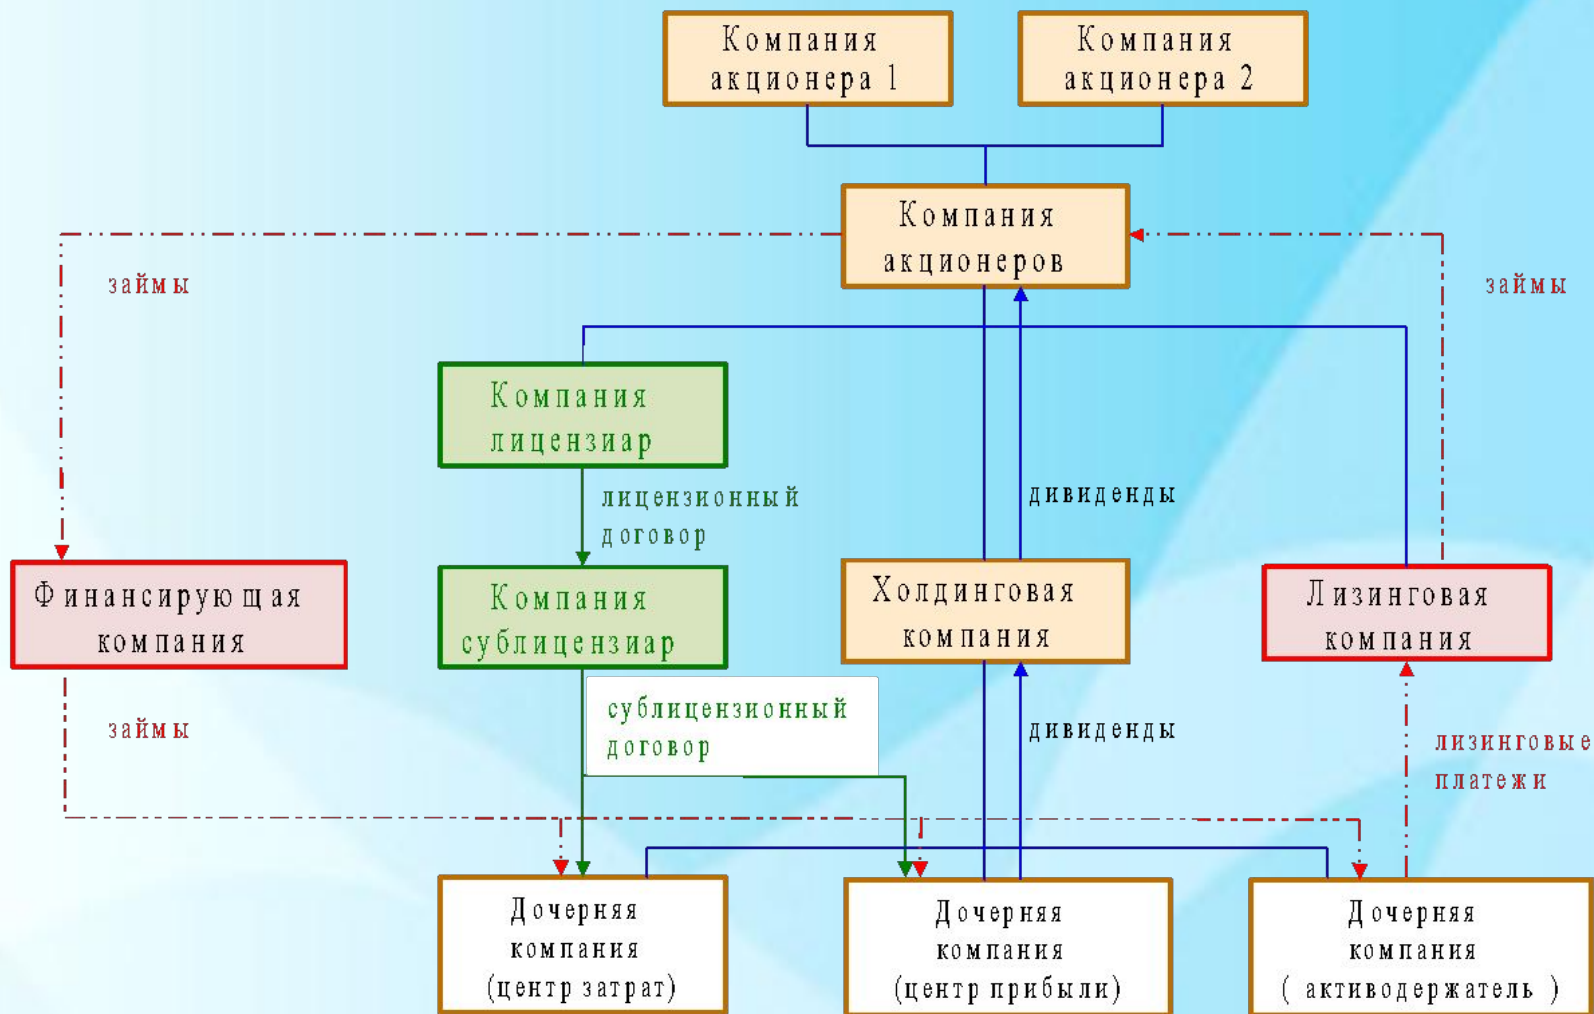 Компания
акционера 1
Компания
акционера 2
Компания
акционеров
займы
займы
Компания
лицензиар
лицензионный
договор
дивиденды
Финансирующая
компания
Компания
сублицензиар
Холдинговая
компания
Лизинговая
компания
займы
сублицензионный
договор
дивиденды
лизинговые
платежи
Дочерняя
компания
(центр затрат)
Дочерняя
компания
(центр прибыли)
Дочерняя
компания
( активодержатель )